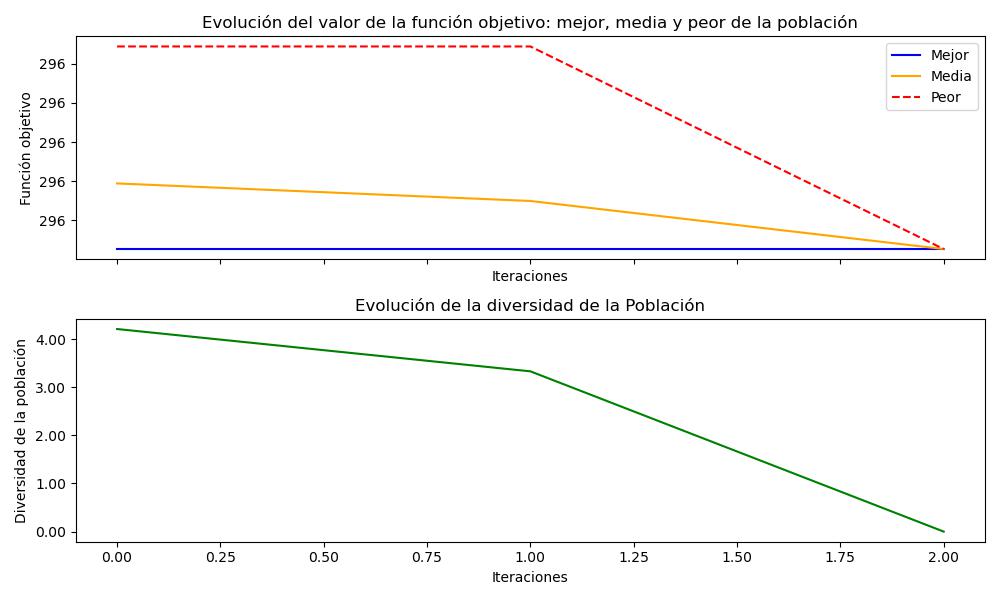 Evolución del valor de la función objetivo: mejor, media y peor de la población
Función objetivo
296
296
296
296
296
Mejor
Media
Peor
Iteraciones
Evolución de la diversidad de la Población
Diversidad de la población
4.00
3.00
2.00
1.00
0.00
0.00 0.25 0.50 0.75 1.00 1.25 1.50 1.75 2.00
Iteraciones